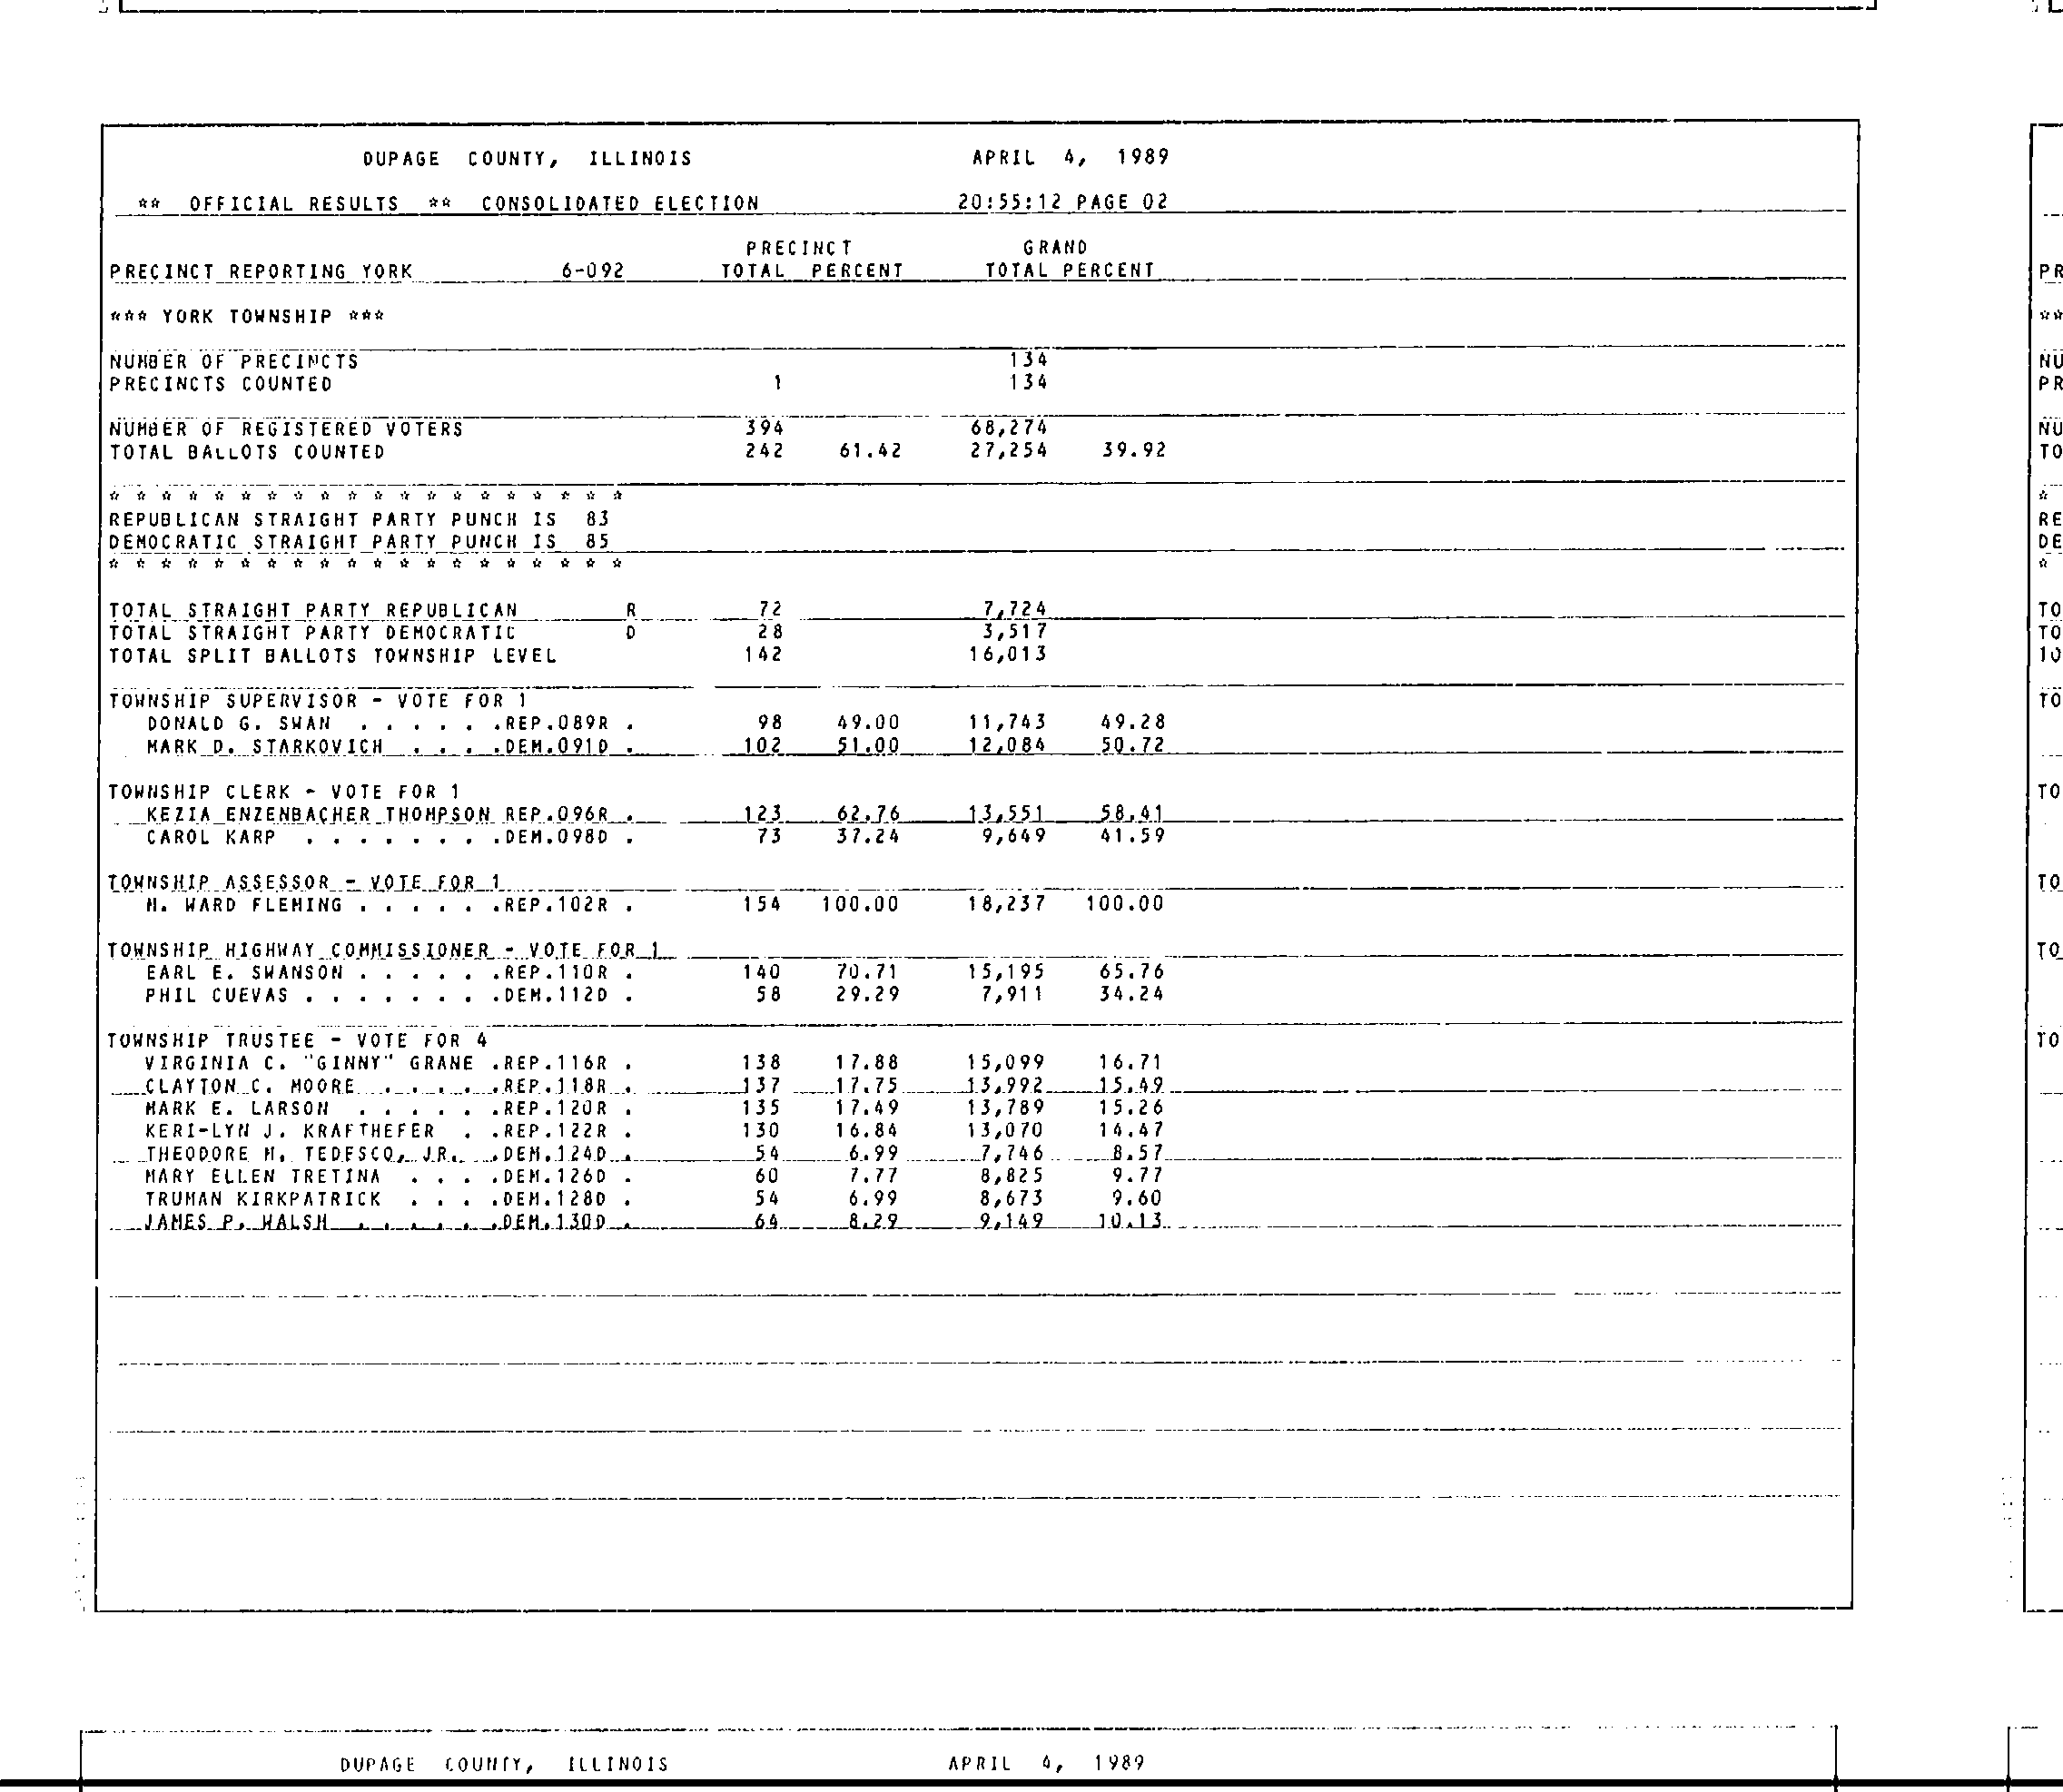 DUPAGE COUNTY, ILLINOIS APRIL 4, 1989
** OFFICIAL RESULTS ** CONSOLIDATED ELECTION 20:55:12 PAGE 02
PRECINCT GRAND
PRECINCT REPORTING YORK 6-092 TOTAL PERCENT TOTAL PERCENT
*** YORK TOWNSHIP ***
NUMBER OF PRECINCTS 134
PRECINCTS COUNTED 1 134
NUMBER OF REGISTERED VOTERS 394 68,274
TOTAL BALLOTS COUNTED 242 61.42 27,254 39.92
* * * * * * * * * * * * * * * * * * * *
REPUBLICAN STRAIGHT PARTY PUNCH IS 83
DEMOCRATIC STRAIGHT PARTY PUNCH IS 85
* * * * * * * * * * * * * * * * * * * *
TOTAL STRAIGHT PARTY REPUBLICAN R 72 7,724
TOTAL STRAIGHT PARTY DEMOCRATIC D 28 3,517
TOTAL SPLIT BALLOTS TOWNSHIP LEVEL 142 16,013
TOWNSHIP SUPERVISOR - VOTE FOR 1
DONALD G. SWAN . . . . . .REP.089R . 98 49.00 11,743 49.28
MARK D. STARKOVICH . . . .DEM.091D . 102 51.00 12,084 50.72
TOWNSHIP CLERK - VOTE FOR 1
KEZIA ENZENBACHER THOMPSON REP.096R . 123 62.76 13,551 58.41
CAROL KARP . . . . . . . .DEM.098D . 73 37.24 9,649 41.59
TOWNSHIP ASSESSOR - VOTE FOR 1
M. WARD FLEMING . . . . . .REP.102R . 154 100.00 18,237 100.00
TOWNSHIP HIGHWAY COMMISSIONER - VOTE FOR 1
EARL E. SWANSON . . . . . .REP.110R . 140 70.71 15,195 65.76
PHIL CUEVAS . . . . . . . .DEM.112D . 58 29.29 7,911 34.24
TOWNSHIP TRUSTEE - VOTE FOR 4
VIRGINIA C. "GINNY" GRANE .REP.116R . 138 17.88 15,099 16.71
CLAYTON C. MOORE . . . . .REP.118R . 137 17.75 13,992 15.49
MARK E. LARSON . . . . . .REP.120R . 135 17.49 13,789 15.26
KERI-LYN J. KRAFTHEFER . .REP.122R . 130 16.84 13,070 14.47
THEODORE M. TEDESCO, JR. .DEM.124D . 54 6.99 7,746 8.57
MARY ELLEN TRETINA . . . .DEM.126D . 60 7.77 8,825 9.77
TRUMAN KIRKPATRICK . . . .DEM.128D . 54 6.99 8,673 9.60
JAMES P. WALSH . . . . . .DEM.130D . 64 8.29 9,149 10.13
DUPAGE COUNTY, ILLINOIS APRIL 4, 1989
PR
**
NU
PR
NU
TO
*
RE
DE
*
TO
TO
TO
TO
TO
TO
TO